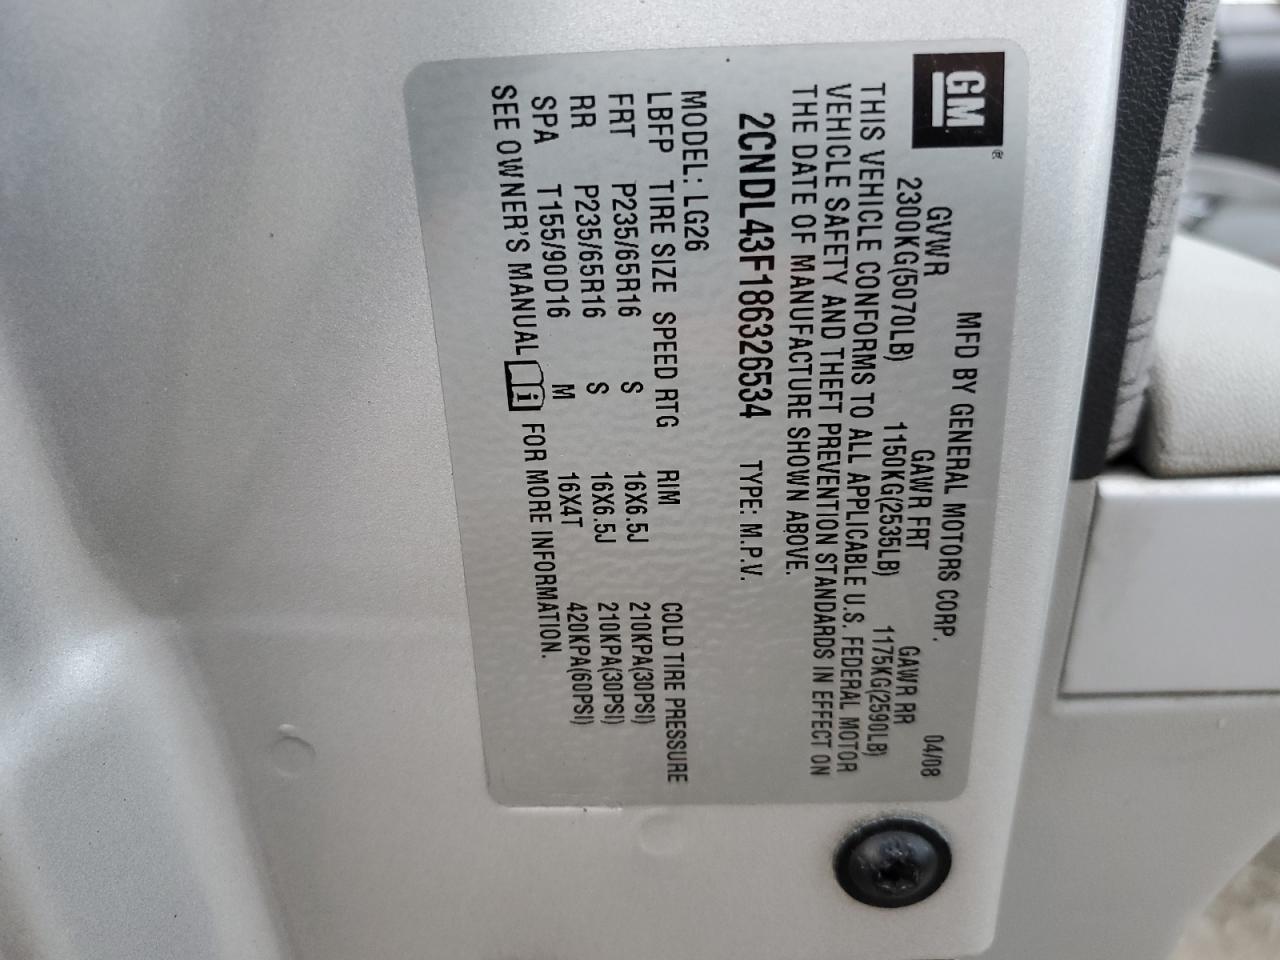 GM ®
MFD BY GENERAL MOTORS CORP. 04/08
GVWR GAWR FRT GAWR RR
2300KG(5070LB) 1150KG(2535LB) 1175KG(2590LB)
THIS VEHICLE CONFORMS TO ALL APPLICABLE U.S. FEDERAL MOTOR
VEHICLE SAFETY AND THEFT PREVENTION STANDARDS IN EFFECT ON
THE DATE OF MANUFACTURE SHOWN ABOVE.
2CNDL43F186326534 TYPE: M.P.V.
MODEL: LG26
LBFP TIRE SIZE SPEED RTG RIM COLD TIRE PRESSURE
FRT P235/65R16 S 16X6.5J 210KPA(30PSI)
RR P235/65R16 S 16X6.5J 210KPA(30PSI)
SPA T155/90D16 M 16X4T 420KPA(60PSI)
SEE OWNER'S MANUAL i FOR MORE INFORMATION.